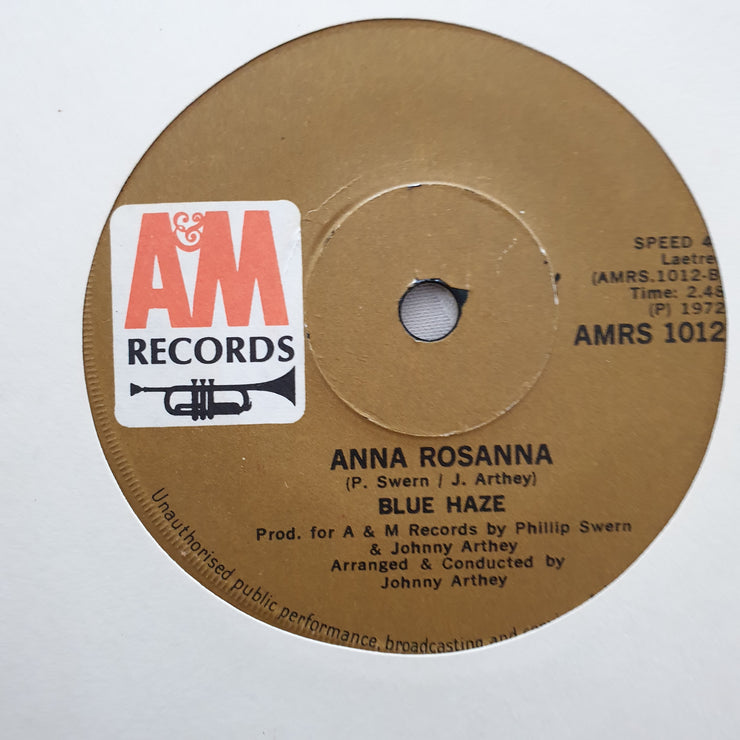 A&M
RECORDS
SPEED 4
Laetre
(AMRS.1012-B
Time: 2.48
(P) 1972
AMRS 1012
ANNA ROSANNA
(P. Swern / J. Arthey)
BLUE HAZE
Prod. for A & M Records by Phillip Swern
& Johnny Arthey
Arranged & Conducted by
Johnny Arthey
Unauthorised public performance, broadcasting and